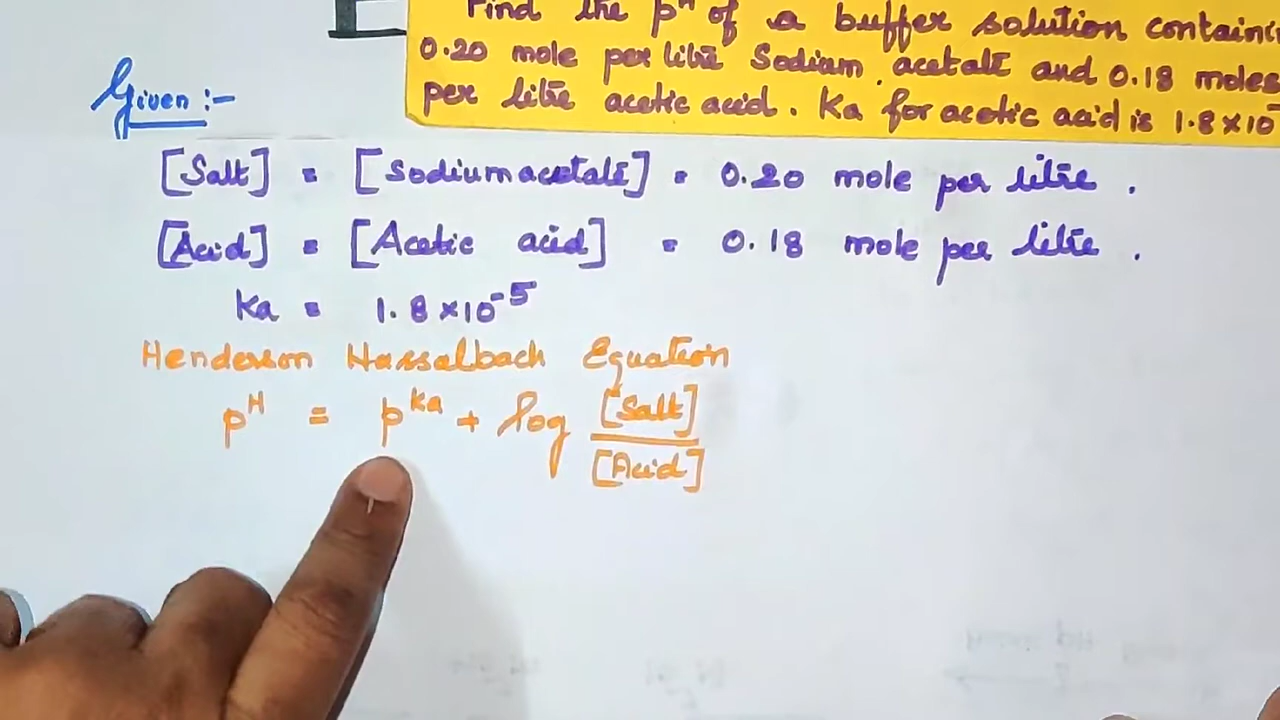 Find the pH of a buffer solution containin
0.20 mole per litre Sodium acetate and 0.18 moles
per litre acetic acid. Ka for acetic acid is 1.8×10
Given :-
[Salt] = [Sodium acetate] = 0.20 mole per litre.
[Acid] = [Acetic acid] = 0.18 mole per litre.
Ka = 1.8×10⁻⁵
Henderson Hassalbach Equation
pH = pKa + log [Salt]
[Acid]